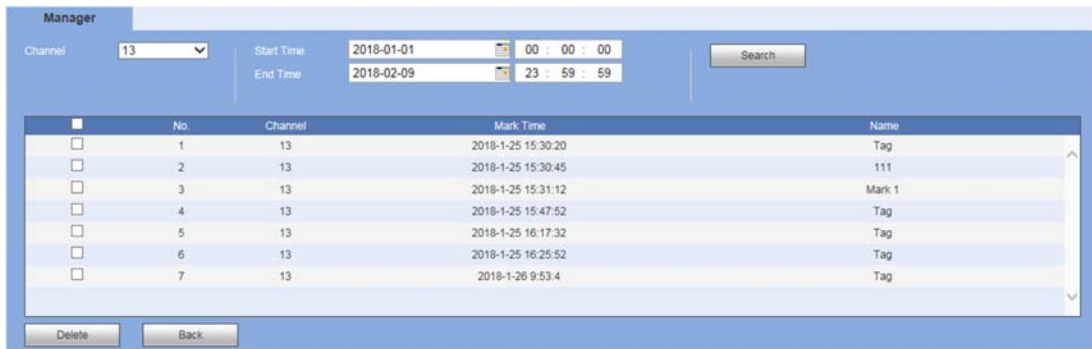 Manager
Channel 13 Start Time 2018-01-01 00 : 00 : 00 Search
End Time 2018-02-09 23 : 59 : 59
No. Channel Mark Time Name
1 13 2018-1-25 15:30:20 Tag
2 13 2018-1-25 15:30:45 111
3 13 2018-1-25 15:31:12 Mark 1
4 13 2018-1-25 15:47:52 Tag
5 13 2018-1-25 16:17:32 Tag
6 13 2018-1-25 16:25:52 Tag
7 13 2018-1-26 9:53:4 Tag
Delete Back